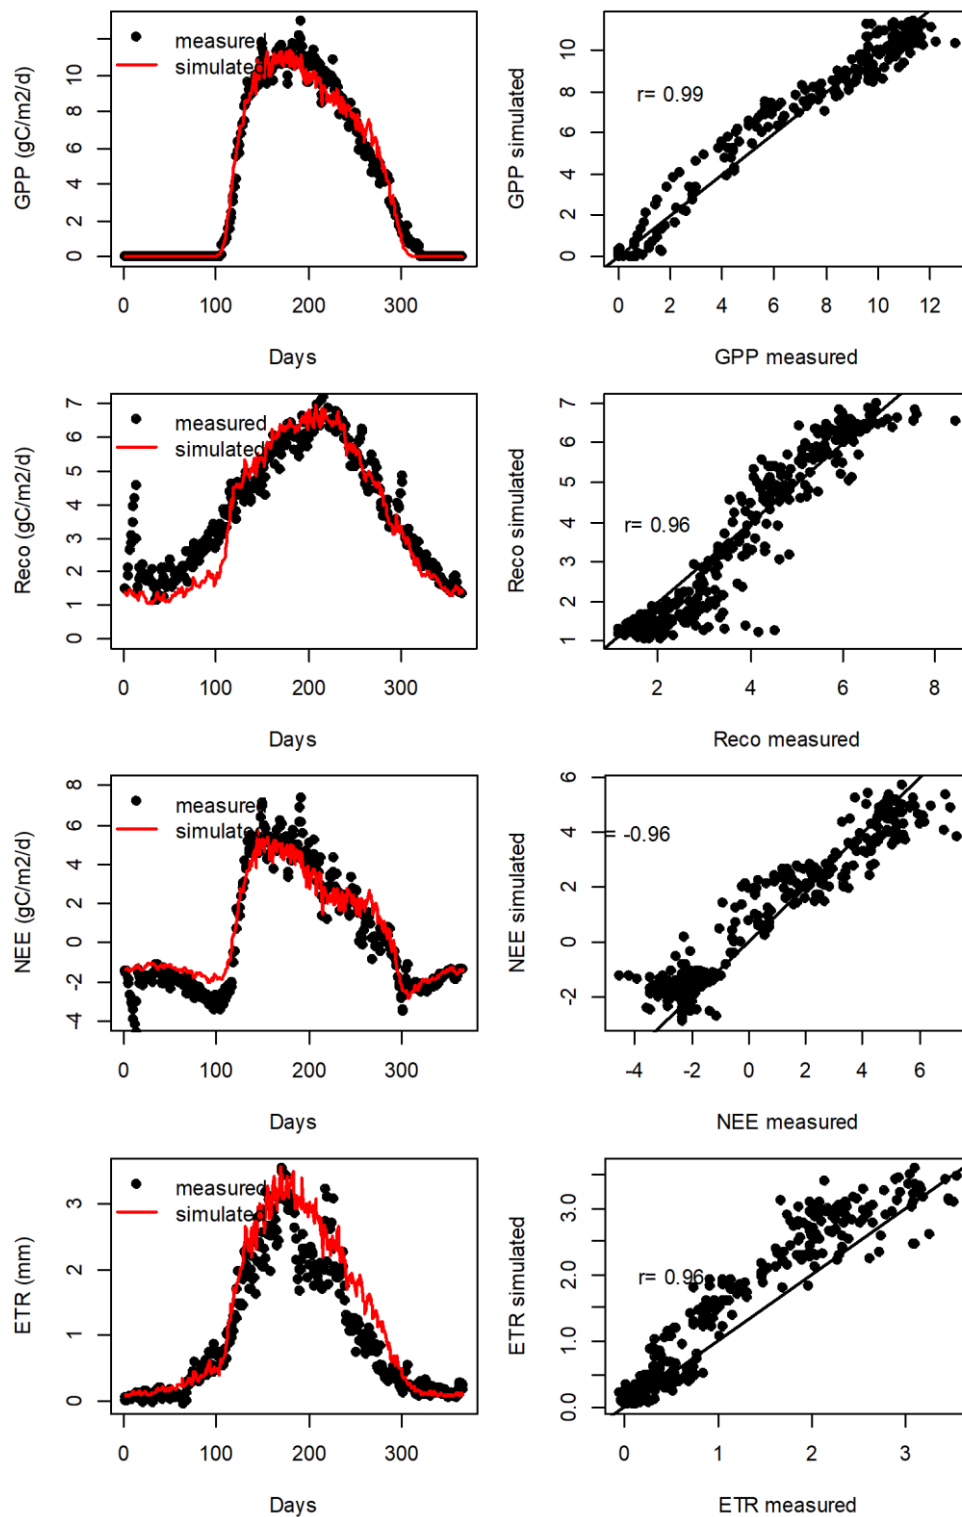 GPP (gC/m2/d)
0 2 4 6 8 10
measured
simulated
0 100 200 300
Days
GPP simulated
0 2 4 6 8 10
r= 0.99
0 2 4 6 8 10 12
GPP measured
Reco (gC/m2/d)
0 1 2 3 4 5 6 7
measured
simulated
0 100 200 300
Days
Reco simulated
1 2 3 4 5 6 7
r= 0.96
2 4 6 8
Reco measured
NEE (gC/m2/d)
-4 -2 0 2 4 6 8
measured
simulated
0 100 200 300
Days
NEE simulated
-2 0 2 4 6
= -0.96
-4 -2 0 2 4 6
NEE measured
ETR (mm)
0 1 2 3
measured
simulated
0 100 200 300
Days
ETR simulated
0.0 1.0 2.0 3.0
r= 0.96
0 1 2 3
ETR measured